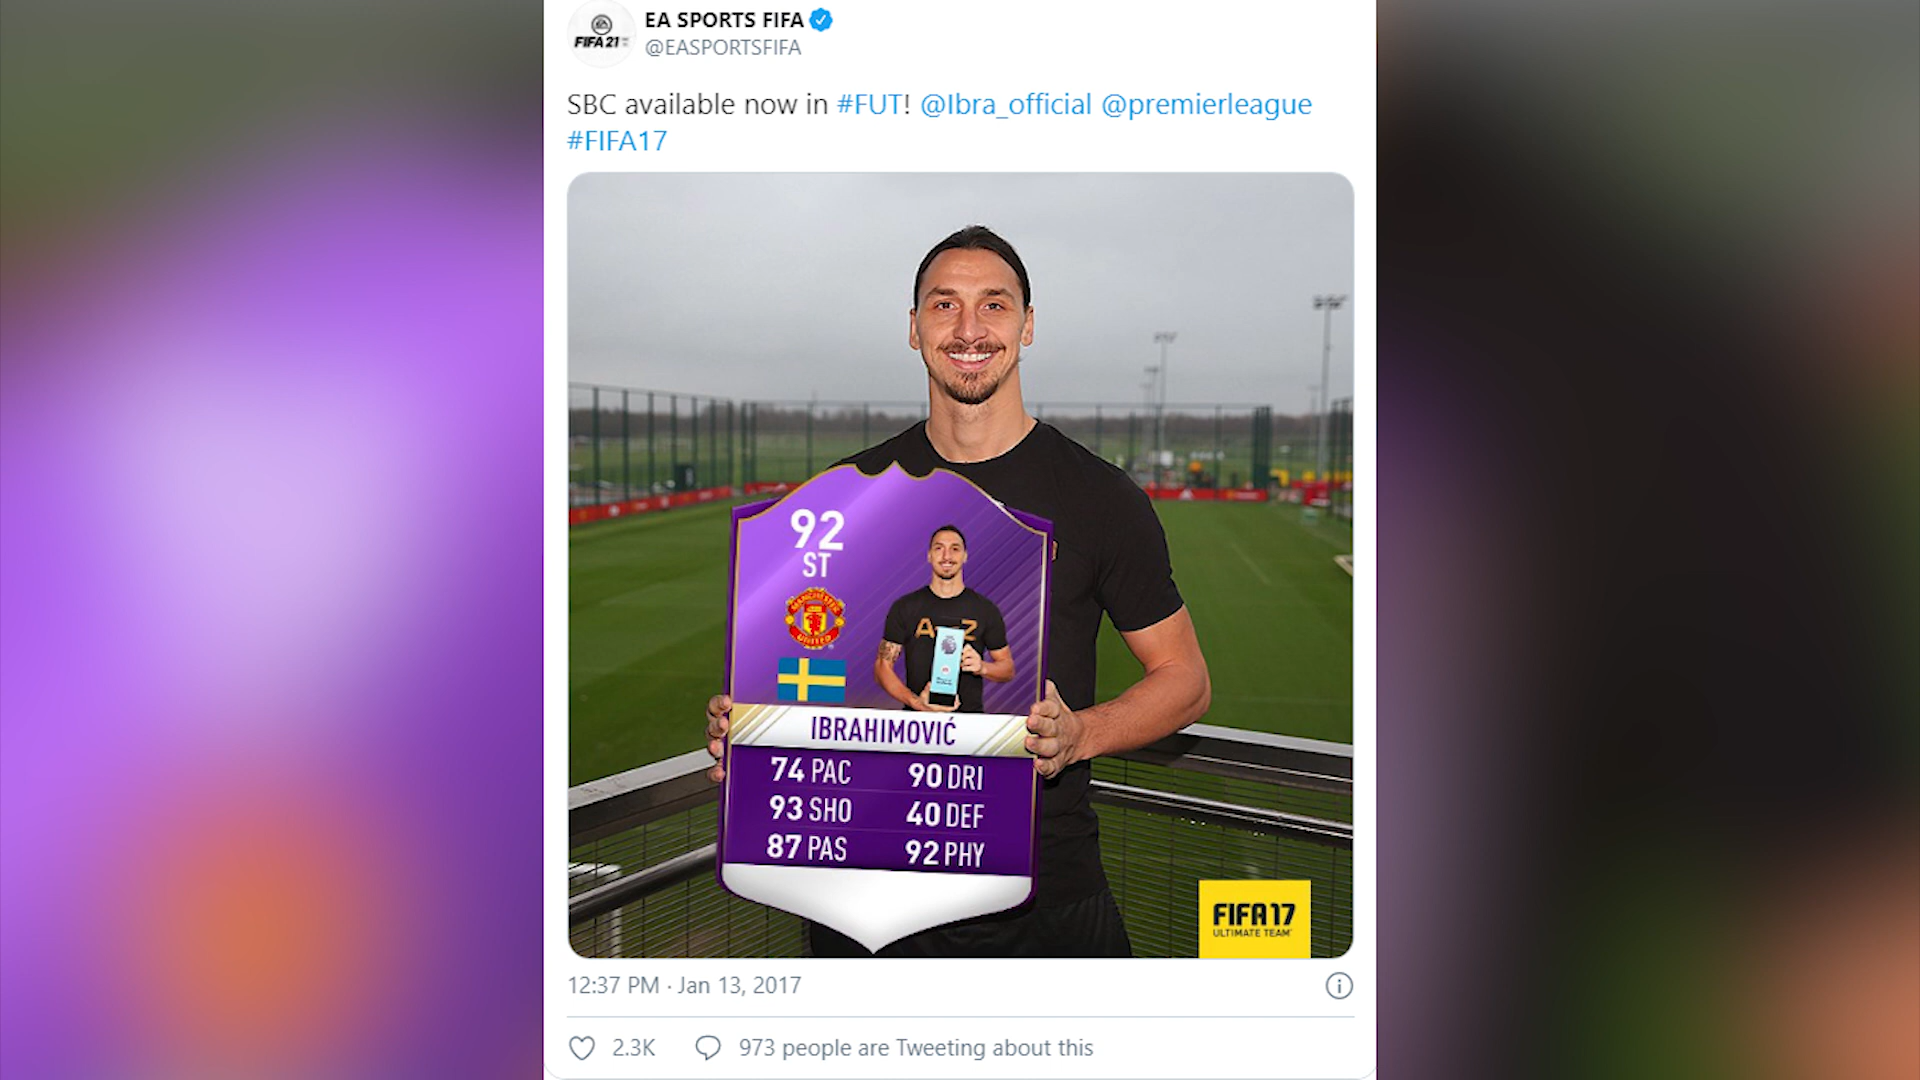 FIFA 21
EA SPORTS FIFA
@EASPORTSFIFA
SBC available now in #FUT! @Ibra_official @premierleague
#FIFA17
92
ST
MANCHESTER
UNITED
A Z
IBRAHIMOVIĆ
74 PAC 90 DRI
93 SHO 40 DEF
87 PAS 92 PHY
FIFA 17
ULTIMATE TEAM
12:37 PM · Jan 13, 2017
2.3K 973 people are Tweeting about this